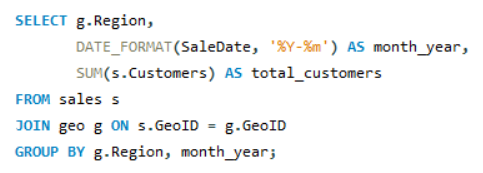 SELECT g.Region,
DATE_FORMAT(SaleDate, '%Y-%m') AS month_year,
SUM(s.Customers) AS total_customers
FROM sales s
JOIN geo g ON s.GeoID = g.GeoID
GROUP BY g.Region, month_year;